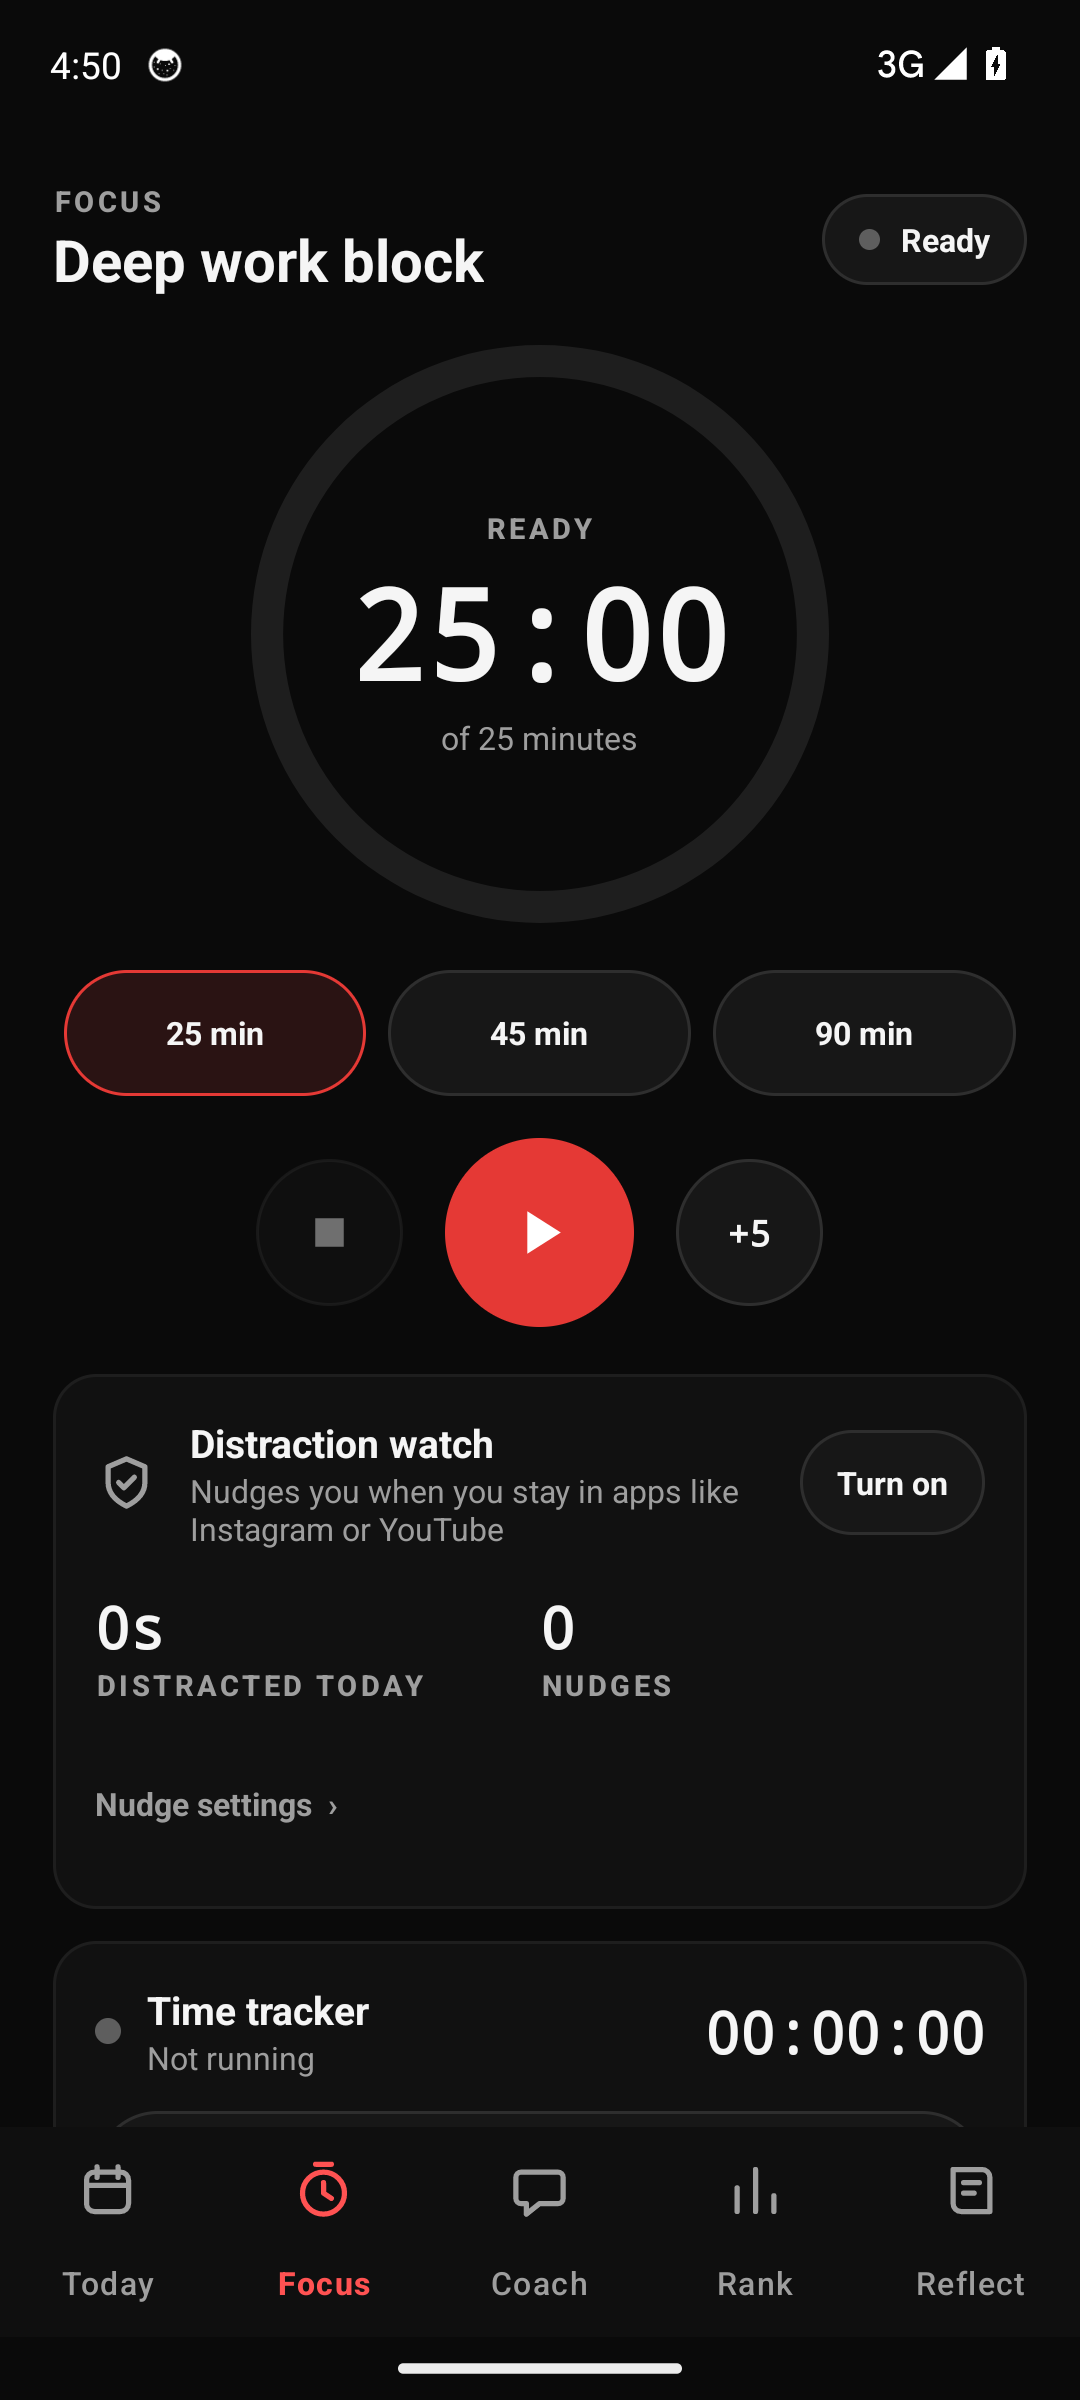 4:50
3G
FOCUS
Deep work block
Ready
READY
25:00
of 25 minutes
25 min
45 min
90 min
+5
Distraction watch
Nudges you when you stay in apps like
Instagram or YouTube
Turn on
0s
0
DISTRACTED TODAY
NUDGES
Nudge settings ›
Time tracker
Not running
00:00:00
Today
Focus
Coach
Rank
Reflect